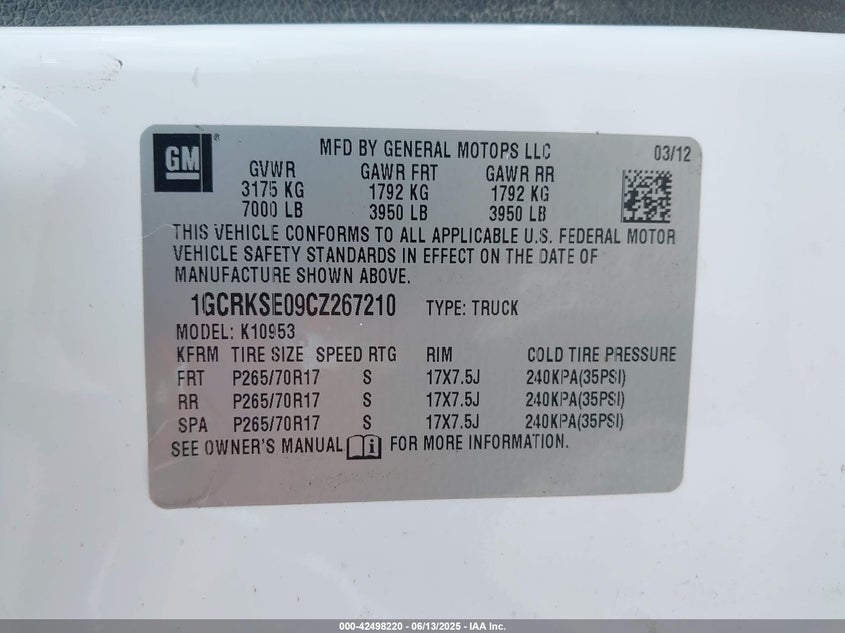 GM
MFD BY GENERAL MOTORS LLC 03/12
GVWR GAWR FRT GAWR RR
3175 KG 1792 KG 1792 KG
7000 LB 3950 LB 3950 LB
THIS VEHICLE CONFORMS TO ALL APPLICABLE U.S. FEDERAL MOTOR
VEHICLE SAFETY STANDARDS IN EFFECT ON THE DATE OF
MANUFACTURE SHOWN ABOVE.
1GCRKSE09CZ267210 TYPE: TRUCK
MODEL: K10953
KFRM TIRE SIZE SPEED RTG RIM COLD TIRE PRESSURE
FRT P265/70R17 S 17X7.5J 240KPA(35PSI)
RR P265/70R17 S 17X7.5J 240KPA(35PSI)
SPA P265/70R17 S 17X7.5J 240KPA(35PSI)
SEE OWNER'S MANUAL FOR MORE INFORMATION.
000-42498220 - 06/13/2025 - IAA Inc.